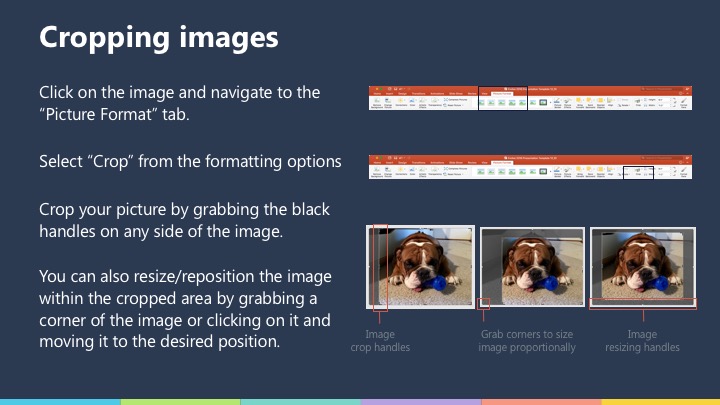 Cropping images
Click on the image and navigate to the
“Picture Format” tab.
Select “Crop” from the formatting options
Crop your picture by grabbing the black
handles on any side of the image.
You can also resize/reposition the image
within the cropped area by grabbing a
corner of the image or clicking on it and
moving it to the desired position.
Image
crop handles
Grab corners to size
image proportionally
Image
resizing handles